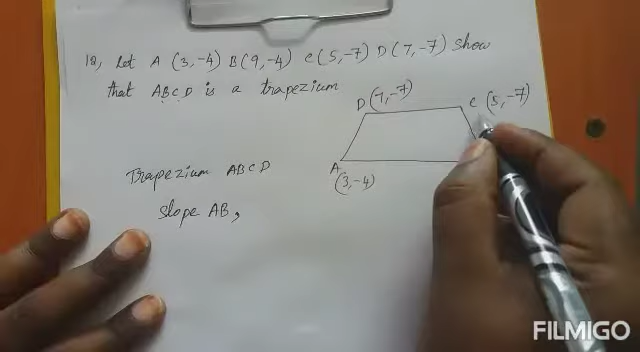 12, Let A (3,-4) B(9,-4) C(5,-7) D(7,-7) Show
that ABCD is a trapezium
D(7,-7)
C (5,-7)
Trapezium ABCD
A
(3,-4)
Slope AB,
FILMIGO